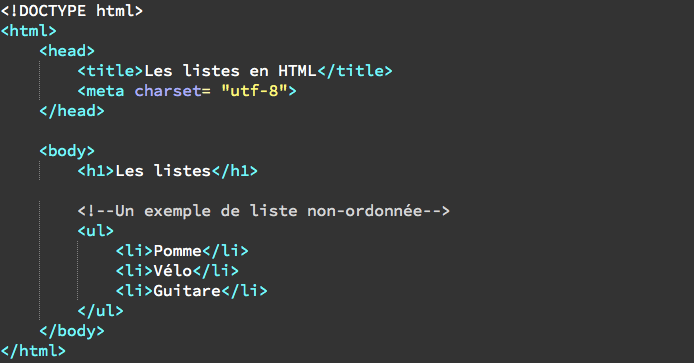 <!DOCTYPE html>
<html>
    <head>
        <title>Les listes en HTML</title>
        <meta charset= "utf-8">
    </head>

    <body>
        <h1>Les listes</h1>

        <!--Un exemple de liste non-ordonnée-->
        <ul>
            <li>Pomme</li>
            <li>Vélo</li>
            <li>Guitare</li>
        </ul>
    </body>
</html>